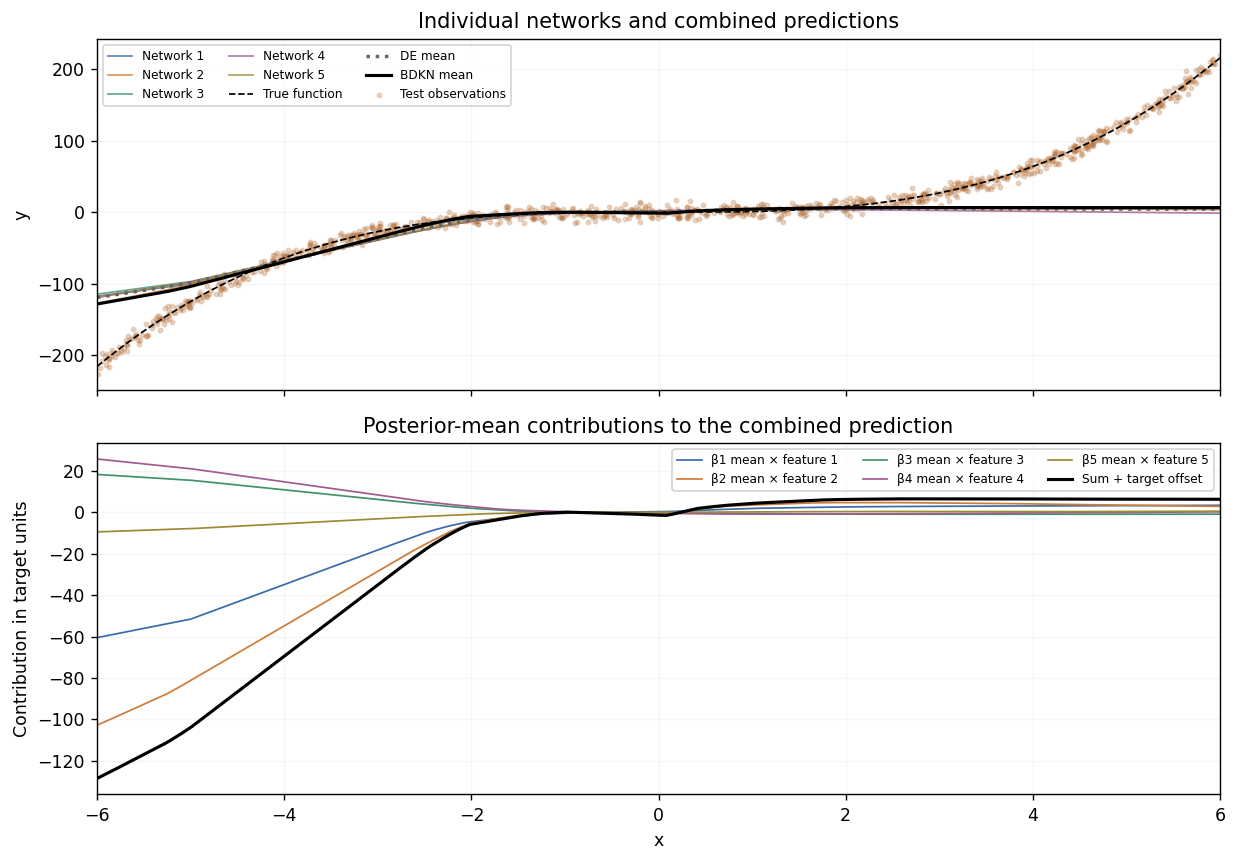 Individual networks and combined predictions
Network 1
Network 2
Network 3
Network 4
Network 5
True function
DE mean
BDKN mean
Test observations
y
200
100
0
−100
−200
Posterior-mean contributions to the combined prediction
β1 mean × feature 1
β2 mean × feature 2
β3 mean × feature 3
β4 mean × feature 4
β5 mean × feature 5
Sum + target offset
Contribution in target units
20
0
−20
−40
−60
−80
−100
−120
−6 −4 −2 0 2 4 6
x